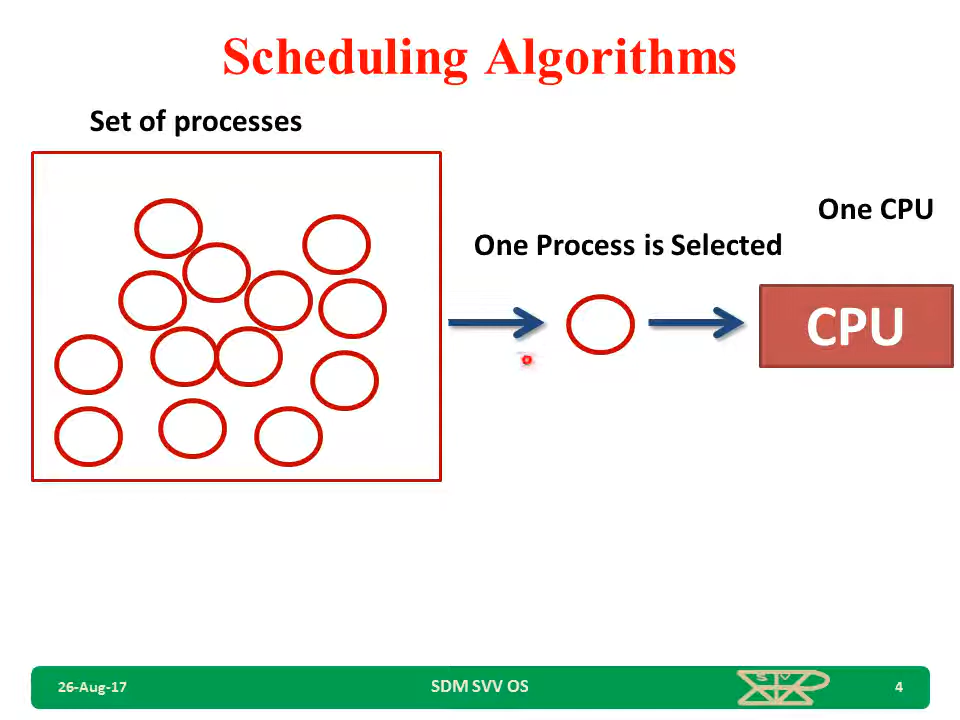 Scheduling Algorithms
Set of processes
One CPU
One Process is Selected
CPU
26-Aug-17
SDM SVV OS
S V
4